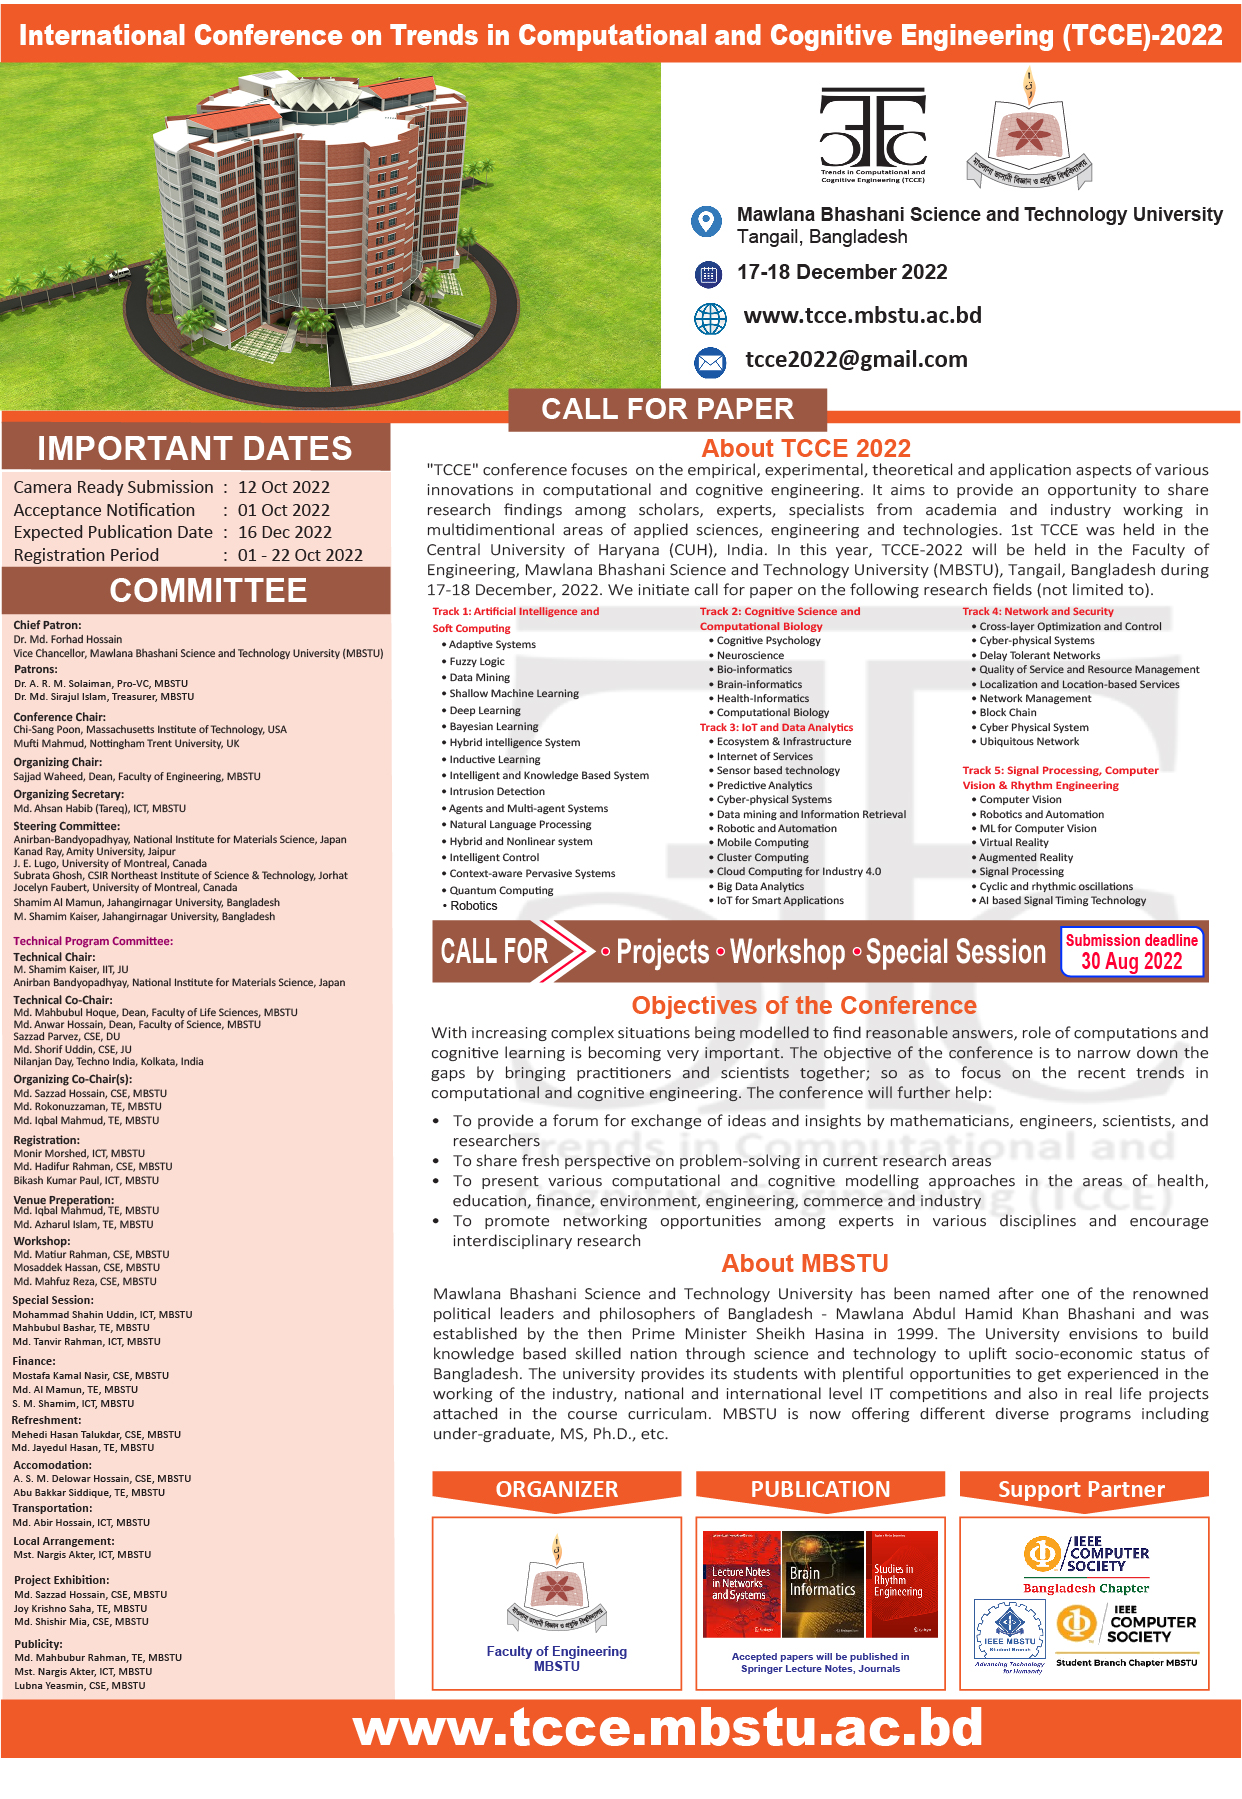 International Conference on Trends in Computational and Cognitive Engineering (TCCE)-2022
Trends in Computational and
Cognitive Engineering (TCCE)
মাওলানা ভাসানী বিজ্ঞান ও প্রযুক্তি বিশ্ববিদ্যালয়
Mawlana Bhashani Science and Technology University
Tangail, Bangladesh
17-18 December 2022
www.tcce.mbstu.ac.bd
tcce2022@gmail.com
CALL FOR PAPER
IMPORTANT DATES
Camera Ready Submission : 12 Oct 2022
Acceptance Notification : 01 Oct 2022
Expected Publication Date : 16 Dec 2022
Registration Period : 01 - 22 Oct 2022
COMMITTEE
Chief Patron:
Dr. Md. Forhad Hossain
Vice Chancellor, Mawlana Bhashani Science and Technology University (MBSTU)
Patrons:
Dr. A. R. M. Solaiman, Pro-VC, MBSTU
Dr. Md. Sirajul Islam, Treasurer, MBSTU
Conference Chair:
Chi-Sang Poon, Massachusetts Institute of Technology, USA
Mufti Mahmud, Nottingham Trent University, UK
Organizing Chair:
Sajjad Waheed, Dean, Faculty of Engineering, MBSTU
Organizing Secretary:
Md. Ahsan Habib (Tareq), ICT, MBSTU
Steering Committee:
Anirban-Bandyopadhyay, National Institute for Materials Science, Japan
Kanad Ray, Amity University, Jaipur
J. E. Lugo, University of Montreal, Canada
Subrata Ghosh, CSIR Northeast Institute of Science & Technology, Jorhat
Jocelyn Faubert, University of Montreal, Canada
Shamim Al Mamun, Jahangirnagar University, Bangladesh
M. Shamim Kaiser, Jahangirnagar University, Bangladesh
Technical Program Committee:
Technical Chair:
M. Shamim Kaiser, IIT, JU
Anirban Bandyopadhyay, National Institute for Materials Science, Japan
Technical Co-Chair:
Md. Mahbubul Hoque, Dean, Faculty of Life Sciences, MBSTU
Md. Anwar Hossain, Dean, Faculty of Science, MBSTU
Sazzad Parvez, CSE, DU
Md. Shorif Uddin, CSE, JU
Nilanjan Day, Techno India, Kolkata, India
Organizing Co-Chair(s):
Md. Sazzad Hossain, CSE, MBSTU
Md. Rokonuzzaman, TE, MBSTU
Md. Iqbal Mahmud, TE, MBSTU
Registration:
Monir Morshed, ICT, MBSTU
Md. Hadifur Rahman, CSE, MBSTU
Bikash Kumar Paul, ICT, MBSTU
Venue Preperation:
Md. Iqbal Mahmud, TE, MBSTU
Md. Azharul Islam, TE, MBSTU
Workshop:
Md. Matiur Rahman, CSE, MBSTU
Mosaddek Hassan, CSE, MBSTU
Md. Mahfuz Reza, CSE, MBSTU
Special Session:
Mohammad Shahin Uddin, ICT, MBSTU
Mahbubul Bashar, TE, MBSTU
Md. Tanvir Rahman, ICT, MBSTU
Finance:
Mostafa Kamal Nasir, CSE, MBSTU
Md. Al Mamun, TE, MBSTU
S. M. Shamim, ICT, MBSTU
Refreshment:
Mehedi Hasan Talukdar, CSE, MBSTU
Md. Jayedul Hasan, TE, MBSTU
Accomodation:
A. S. M. Delowar Hossain, CSE, MBSTU
Abu Bakkar Siddique, TE, MBSTU
Transportation:
Md. Abir Hossain, ICT, MBSTU
Local Arrangement:
Mst. Nargis Akter, ICT, MBSTU
Project Exhibition:
Md. Sazzad Hossain, CSE, MBSTU
Joy Krishno Saha, TE, MBSTU
Md. Shishir Mia, CSE, MBSTU
Publicity:
Md. Mahbubur Rahman, TE, MBSTU
Mst. Nargis Akter, ICT, MBSTU
Lubna Yeasmin, CSE, MBSTU
About TCCE 2022
"TCCE" conference focuses on the empirical, experimental, theoretical and application aspects of various
innovations in computational and cognitive engineering. It aims to provide an opportunity to share
research findings among scholars, experts, specialists from academia and industry working in
multidimentional areas of applied sciences, engineering and technologies. 1st TCCE was held in the
Central University of Haryana (CUH), India. In this year, TCCE-2022 will be held in the Faculty of
Engineering, Mawlana Bhashani Science and Technology University (MBSTU), Tangail, Bangladesh during
17-18 December, 2022. We initiate call for paper on the following research fields (not limited to).
Track 1: Artificial Intelligence and
Soft Computing
• Adaptive Systems
• Fuzzy Logic
• Data Mining
• Shallow Machine Learning
• Deep Learning
• Bayesian Learning
• Hybrid intelligence System
• Inductive Learning
• Intelligent and Knowledge Based System
• Intrusion Detection
• Agents and Multi-agent Systems
• Natural Language Processing
• Hybrid and Nonlinear system
• Intelligent Control
• Context-aware Pervasive Systems
• Quantum Computing
• Robotics
Track 2: Cognitive Science and
Computational Biology
• Cognitive Psychology
• Neuroscience
• Bio-informatics
• Brain-informatics
• Health-Informatics
• Computational Biology
Track 3: IoT and Data Analytics
• Ecosystem & Infrastructure
• Internet of Services
• Sensor based technology
• Predictive Analytics
• Cyber-physical Systems
• Data mining and Information Retrieval
• Robotic and Automation
• Mobile Computing
• Cluster Computing
• Cloud Computing for Industry 4.0
• Big Data Analytics
• IoT for Smart Applications
Track 4: Network and Security
• Cross-layer Optimization and Control
• Cyber-physical Systems
• Delay Tolerant Networks
• Quality of Service and Resource Management
• Localization and Location-based Services
• Network Management
• Block Chain
• Cyber Physical System
• Ubiquitous Network
Track 5: Signal Processing, Computer
Vision & Rhythm Engineering
• Computer Vision
• Robotics and Automation
• ML for Computer Vision
• Virtual Reality
• Augmented Reality
• Signal Processing
• Cyclic and rhythmic oscillations
• AI based Signal Timing Technology
CALL FOR • Projects • Workshop • Special Session
Submission deadline
30 Aug 2022
Objectives of the Conference
With increasing complex situations being modelled to find reasonable answers, role of computations and
cognitive learning is becoming very important. The objective of the conference is to narrow down the
gaps by bringing practitioners and scientists together; so as to focus on the recent trends in
computational and cognitive engineering. The conference will further help:
• To provide a forum for exchange of ideas and insights by mathematicians, engineers, scientists, and
researchers
• To share fresh perspective on problem-solving in current research areas
• To present various computational and cognitive modelling approaches in the areas of health,
education, finance, environment, engineering, commerce and industry
• To promote networking opportunities among experts in various disciplines and encourage
interdisciplinary research
Trends in Computational and
Cognitive Engineering (TCCE)
About MBSTU
Mawlana Bhashani Science and Technology University has been named after one of the renowned
political leaders and philosophers of Bangladesh - Mawlana Abdul Hamid Khan Bhashani and was
established by the then Prime Minister Sheikh Hasina in 1999. The University envisions to build
knowledge based skilled nation through science and technology to uplift socio-economic status of
Bangladesh. The university provides its students with plentiful opportunities to get experienced in the
working of the industry, national and international level IT competitions and also in real life projects
attached in the course curriculam. MBSTU is now offering different diverse programs including
under-graduate, MS, Ph.D., etc.
ORGANIZER
মাওলানা ভাসানী বিজ্ঞান ও প্রযুক্তি বিশ্ববিদ্যালয়
Faculty of Engineering
MBSTU
PUBLICATION
Lecture Notes
in Networks
and Systems
Brain
Informatics
Studies in
Rhythm
Engineering
Accepted papers will be published in
Springer Lecture Notes, Journals
Support Partner
IEEE
COMPUTER
SOCIETY
Bangladesh Chapter
IEEE MBSTU
Student Branch
Advancing Technology
for Humanity
IEEE
COMPUTER
SOCIETY
Student Branch Chapter MBSTU
www.tcce.mbstu.ac.bd